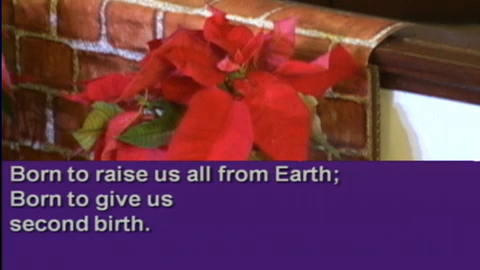 Born to raise us all from Earth;
Born to give us
second birth.